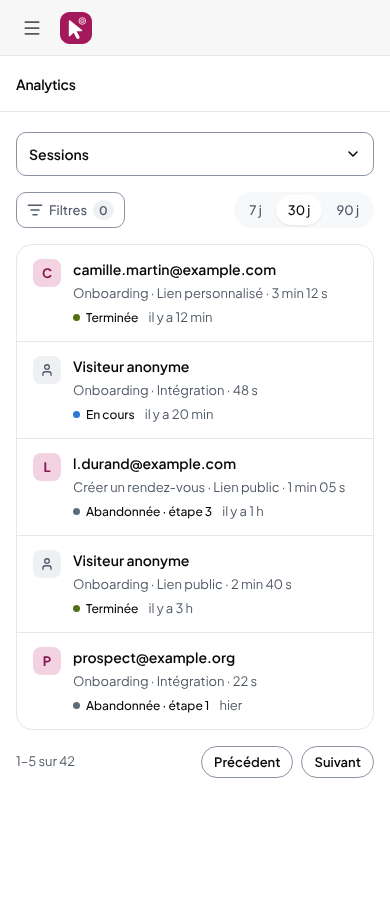 Analytics
Sessions
Filtres 0
7 j 30 j 90 j
C camille.martin@example.com
Onboarding · Lien personnalisé · 3 min 12 s
Terminée il y a 12 min
Visiteur anonyme
Onboarding · Intégration · 48 s
En cours il y a 20 min
L l.durand@example.com
Créer un rendez-vous · Lien public · 1 min 05 s
Abandonnée · étape 3 il y a 1 h
Visiteur anonyme
Onboarding · Lien public · 2 min 40 s
Terminée il y a 3 h
P prospect@example.org
Onboarding · Intégration · 22 s
Abandonnée · étape 1 hier
1–5 sur 42 Précédent Suivant